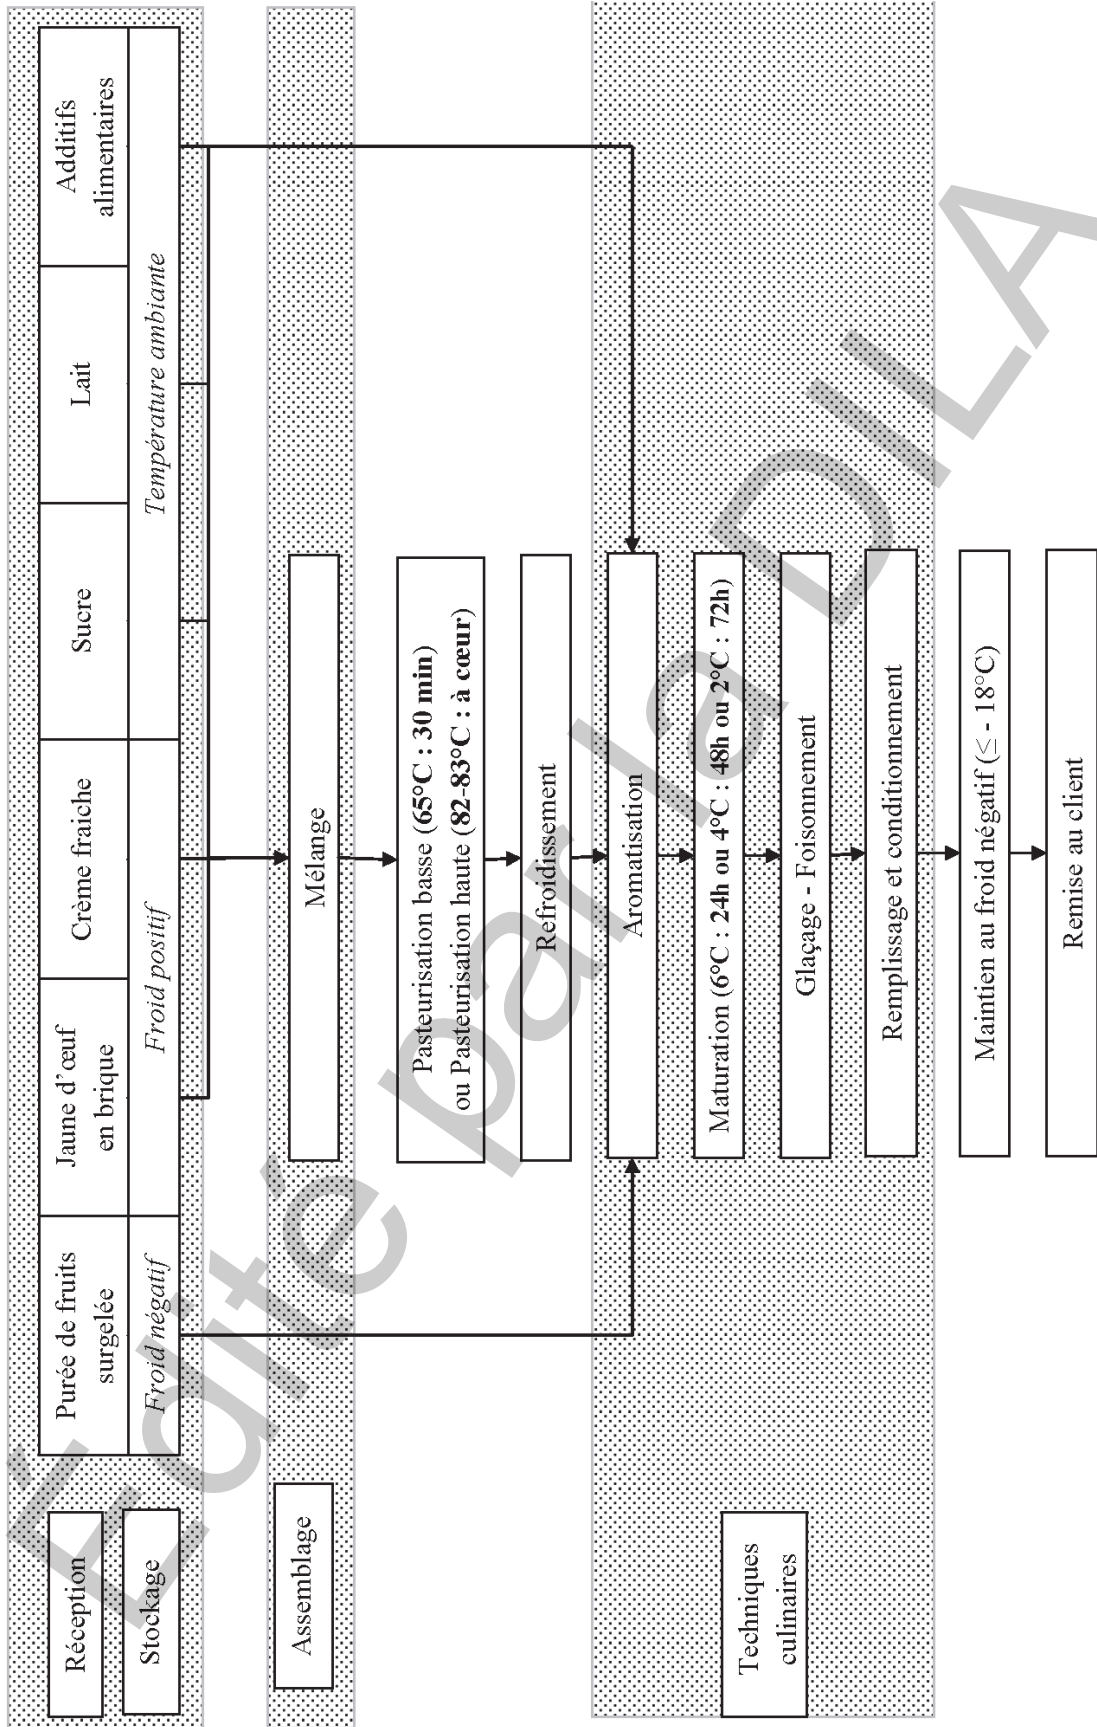 Réception
Purée de fruits
surgelée
Jaune d'œuf
en brique
Crème fraiche
Sucre
Lait
Additifs
alimentaires
Stockage
Froid négatif
Froid positif
Température ambiante
Assemblage
Mélange
Pasteurisation basse (65°C : 30 min)
ou Pasteurisation haute (82-83°C : à cœur)
Refroidissement
Techniques
culinaires
Aromatisation
Maturation (6°C : 24h ou 4°C : 48h ou 2°C : 72h)
Glaçage - Foisonnement
Remplissage et conditionnement
Maintien au froid négatif (≤ - 18°C)
Remise au client
Édité par la DILA